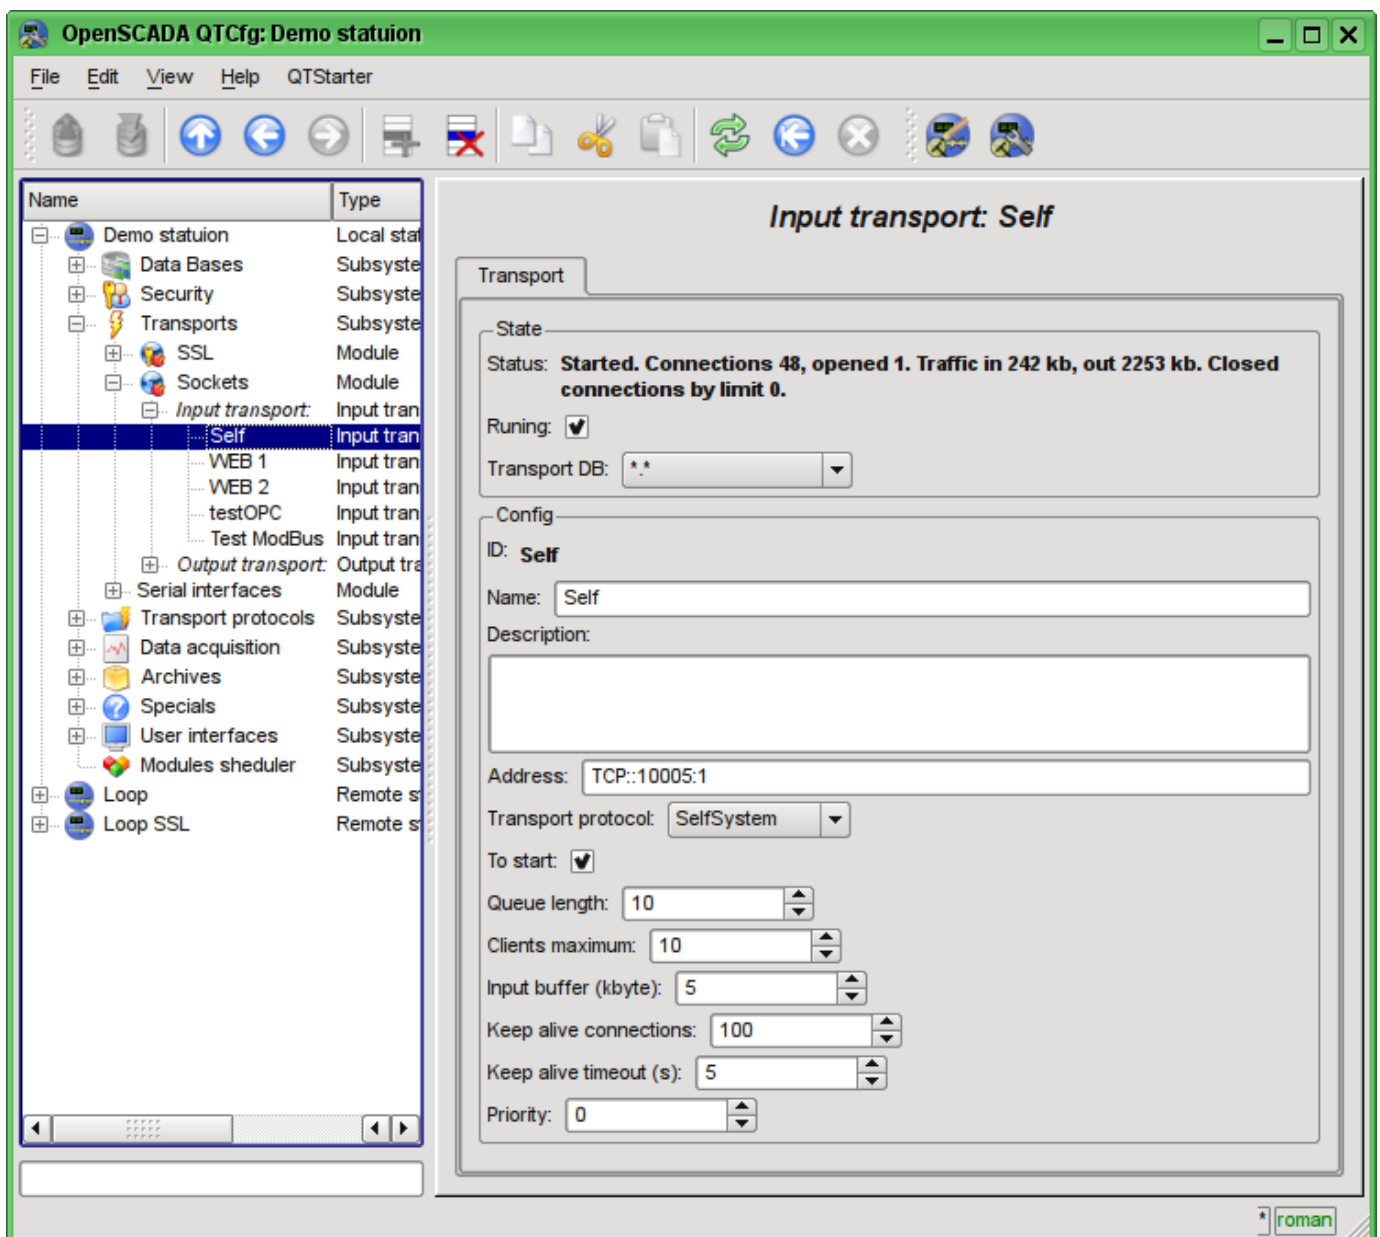 OpenSCADA QTCfg: Demo statuion
File Edit View Help QTStarter
Name Type
Demo statuion Local stat
Data Bases Subsyste
Security Subsyste
Transports Subsyste
SSL Module
Sockets Module
Input transport: Input tran
Self Input tran
WEB 1 Input tran
WEB 2 Input tran
testOPC Input tran
Test ModBus Input tran
Output transport: Output tra
Serial interfaces Module
Transport protocols Subsyste
Data acquisition Subsyste
Archives Subsyste
Specials Subsyste
User interfaces Subsyste
Modules sheduler Subsyste
Loop Remote s
Loop SSL Remote s
Input transport: Self
Transport
State
Status: Started. Connections 48, opened 1. Traffic in 242 kb, out 2253 kb. Closed
connections by limit 0.
Runing:
Transport DB: *.*
Config
ID: Self
Name: Self
Description:
Address: TCP::10005:1
Transport protocol: SelfSystem
To start:
Queue length: 10
Clients maximum: 10
Input buffer (kbyte): 5
Keep alive connections: 100
Keep alive timeout (s): 5
Priority: 0
* roman